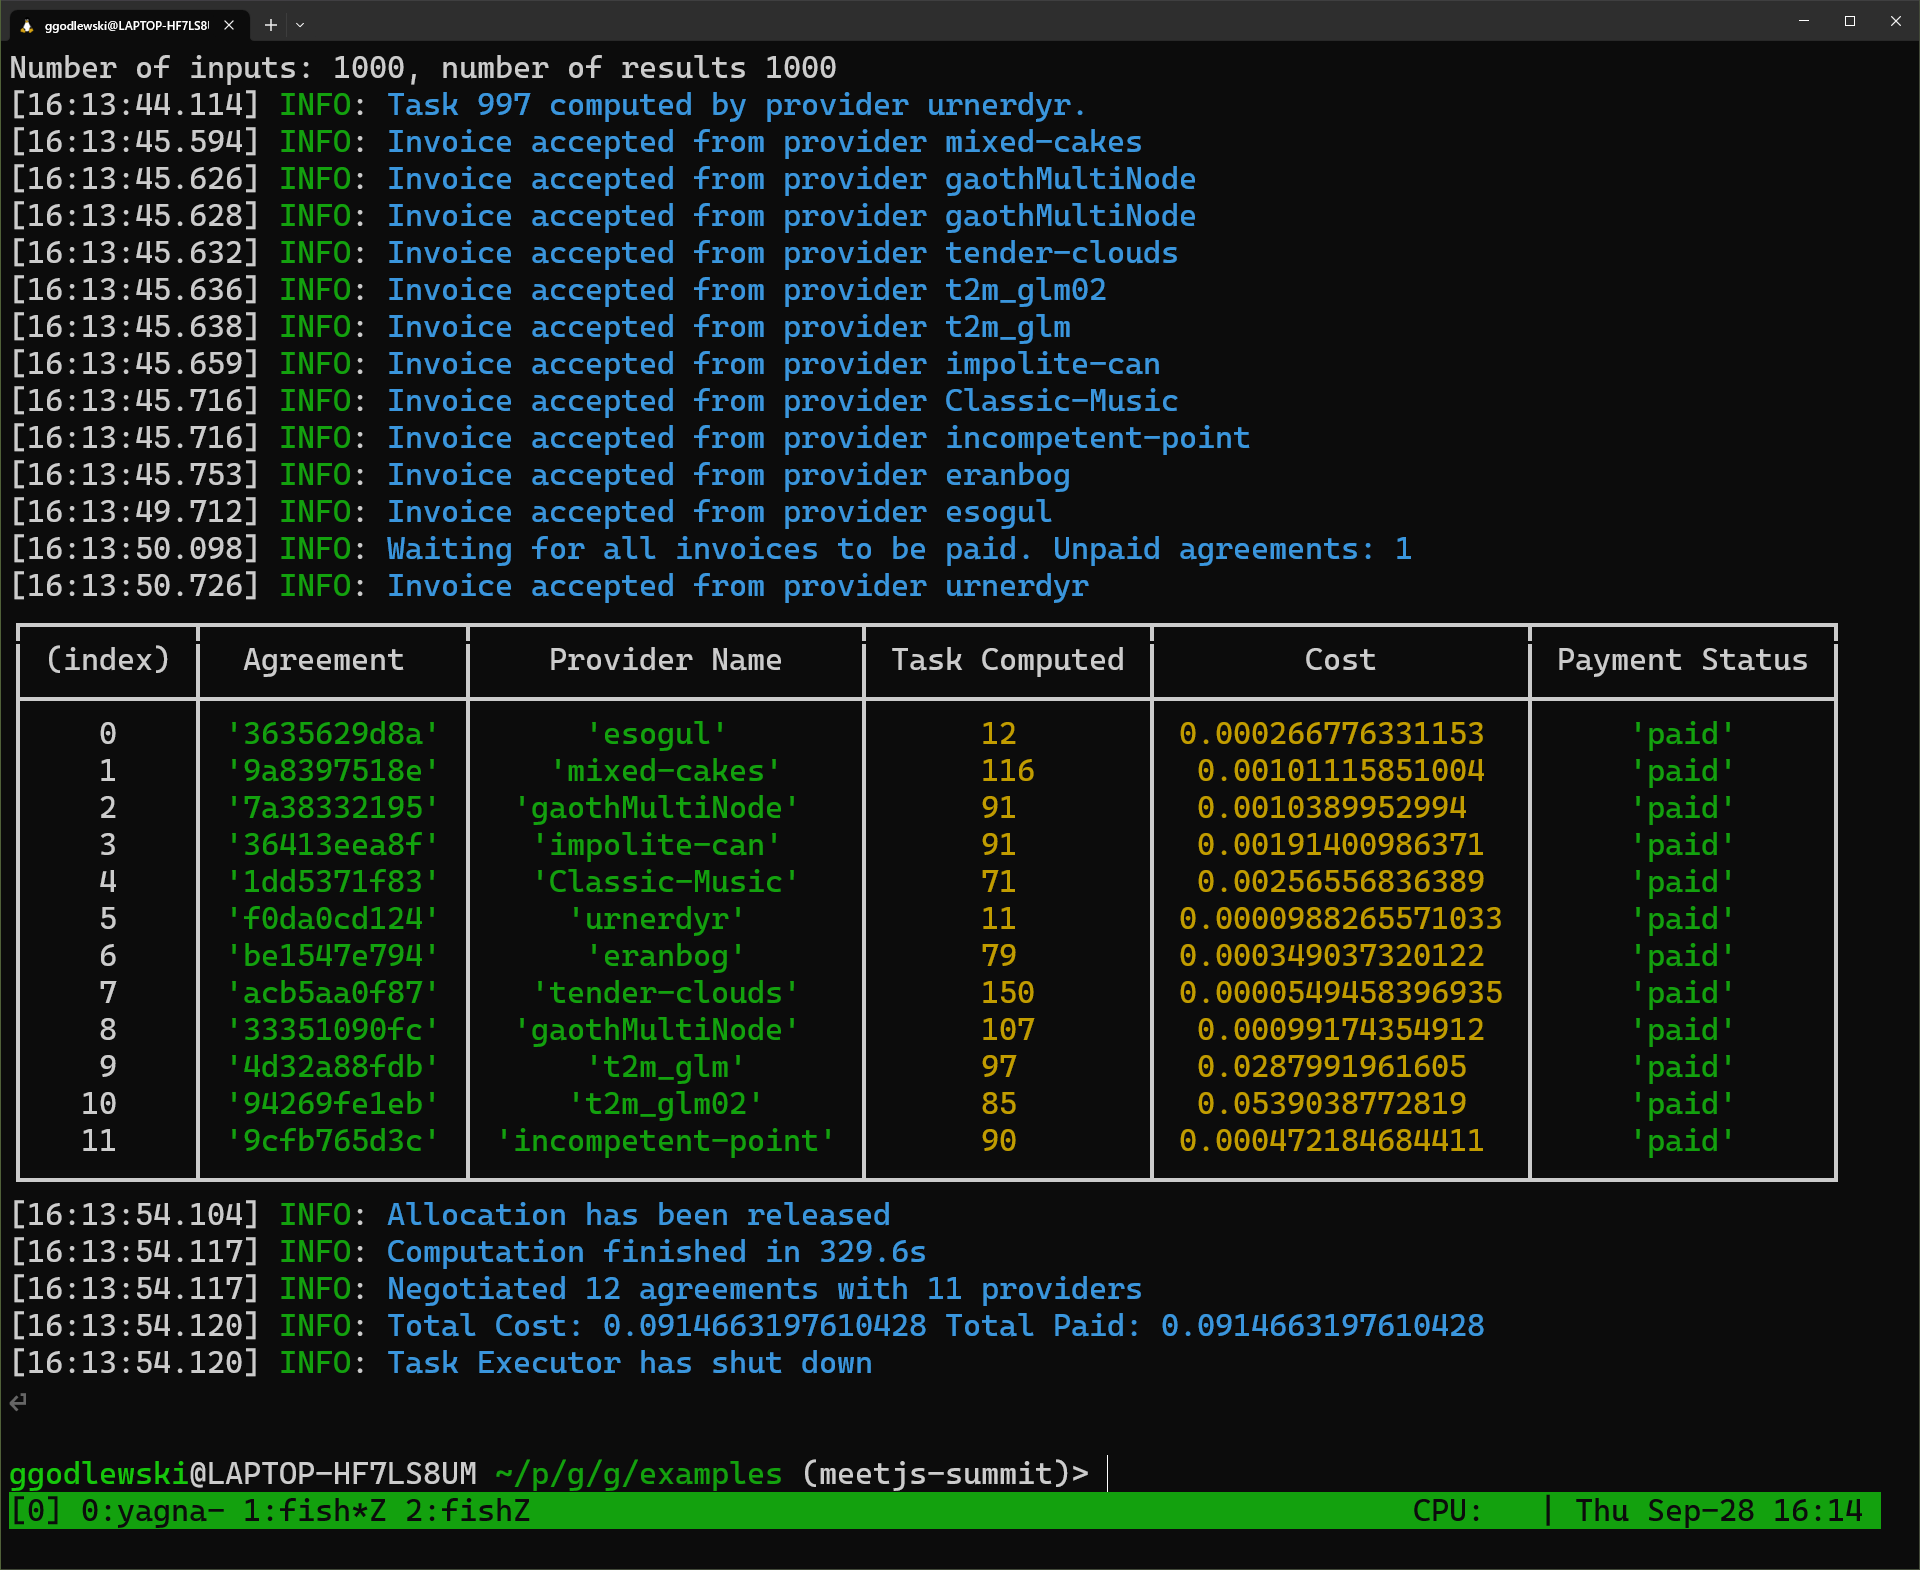 ggodlewski@LAPTOP-HF7LS8U
Number of inputs: 1000, number of results 1000
[16:13:44.114] INFO: Task 997 computed by provider urnerdyr.
[16:13:45.594] INFO: Invoice accepted from provider mixed-cakes
[16:13:45.626] INFO: Invoice accepted from provider gaothMultiNode
[16:13:45.628] INFO: Invoice accepted from provider gaothMultiNode
[16:13:45.632] INFO: Invoice accepted from provider tender-clouds
[16:13:45.636] INFO: Invoice accepted from provider t2m_glm02
[16:13:45.638] INFO: Invoice accepted from provider t2m_glm
[16:13:45.659] INFO: Invoice accepted from provider impolite-can
[16:13:45.716] INFO: Invoice accepted from provider Classic-Music
[16:13:45.716] INFO: Invoice accepted from provider incompetent-point
[16:13:45.753] INFO: Invoice accepted from provider eranbog
[16:13:49.712] INFO: Invoice accepted from provider esogul
[16:13:50.098] INFO: Waiting for all invoices to be paid. Unpaid agreements: 1
[16:13:50.726] INFO: Invoice accepted from provider urnerdyr
(index) Agreement Provider Name Task Computed Cost Payment Status
0 '3635629d8a' 'esogul' 12 0.000266776331153 'paid'
1 '9a8397518e' 'mixed-cakes' 116 0.00101115851004 'paid'
2 '7a38332195' 'gaothMultiNode' 91 0.0010389952994 'paid'
3 '36413eea8f' 'impolite-can' 91 0.00191400986371 'paid'
4 '1dd5371f83' 'Classic-Music' 71 0.00256556836389 'paid'
5 'f0da0cd124' 'urnerdyr' 11 0.0000988265571033 'paid'
6 'be1547e794' 'eranbog' 79 0.000349037320122 'paid'
7 'acb5aa0f87' 'tender-clouds' 150 0.0000549458396935 'paid'
8 '33351090fc' 'gaothMultiNode' 107 0.00099174354912 'paid'
9 '4d32a88fdb' 't2m_glm' 97 0.0287991961605 'paid'
10 '94269fe1eb' 't2m_glm02' 85 0.0539038772819 'paid'
11 '9cfb765d3c' 'incompetent-point' 90 0.000472184684411 'paid'
[16:13:54.104] INFO: Allocation has been released
[16:13:54.117] INFO: Computation finished in 329.6s
[16:13:54.117] INFO: Negotiated 12 agreements with 11 providers
[16:13:54.120] INFO: Total Cost: 0.0914663197610428 Total Paid: 0.0914663197610428
[16:13:54.120] INFO: Task Executor has shut down
⏎
ggodlewski@LAPTOP-HF7LS8UM ~/p/g/g/examples (meetjs-summit)>
[0] 0:yagna- 1:fish*Z 2:fishZ CPU: | Thu Sep-28 16:14